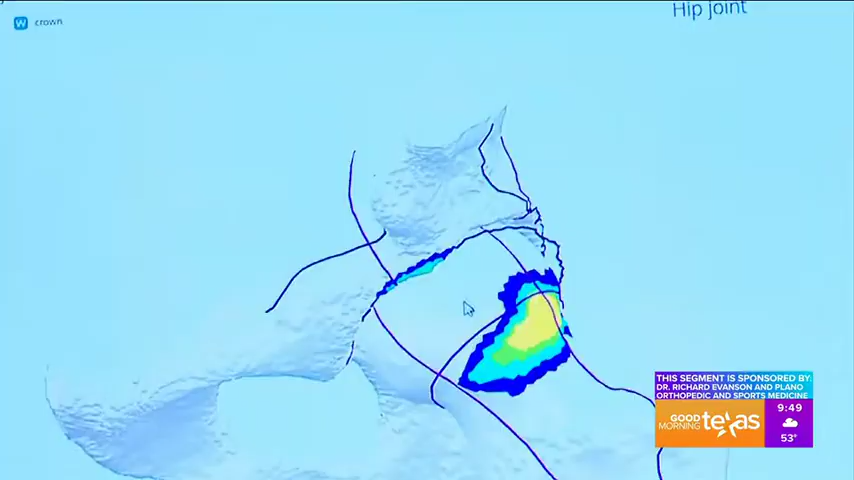 Hip joint
crown
THIS SEGMENT IS SPONSORED BY:
DR. RICHARD EVANSON AND PLANO
ORTHOPEDIC AND SPORTS MEDICINE
GOOD
MORNING
texas
9:49
53°